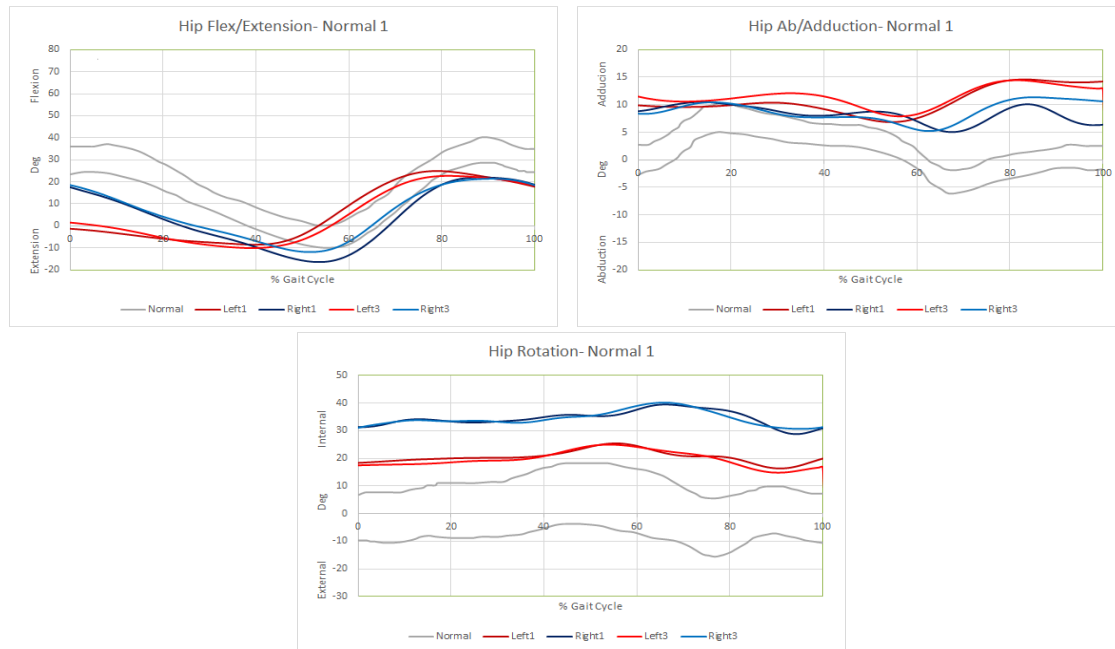 Hip Flex/Extension- Normal 1
80
70
60
50
40
30
20
10
0
-10
-20
Flexion
Deg
Extension
0 20 40 60 80 100
% Gait Cycle
Normal Left1 Right1 Left3 Right3
Hip Ab/Adduction- Normal 1
20
15
10
5
0
-5
-10
-15
-20
Adducion
Deg
Abduction
0 20 40 60 80 100
% Gait Cycle
Normal Left1 Right1 Left3 Right3
Hip Rotation- Normal 1
50
40
30
20
10
0
-10
-20
-30
Internal
Deg
External
0 20 40 60 80 100
% Gait Cycle
Normal Left1 Right1 Left3 Right3